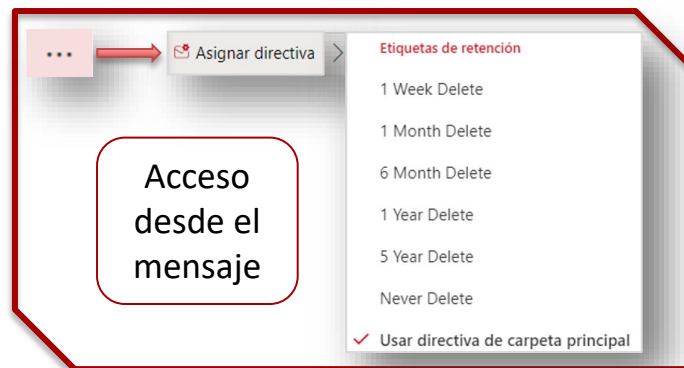 ...
Asignar directiva
Etiquetas de retención
1 Week Delete
1 Month Delete
6 Month Delete
1 Year Delete
5 Year Delete
Never Delete
Usar directiva de carpeta principal
Acceso
desde el
mensaje